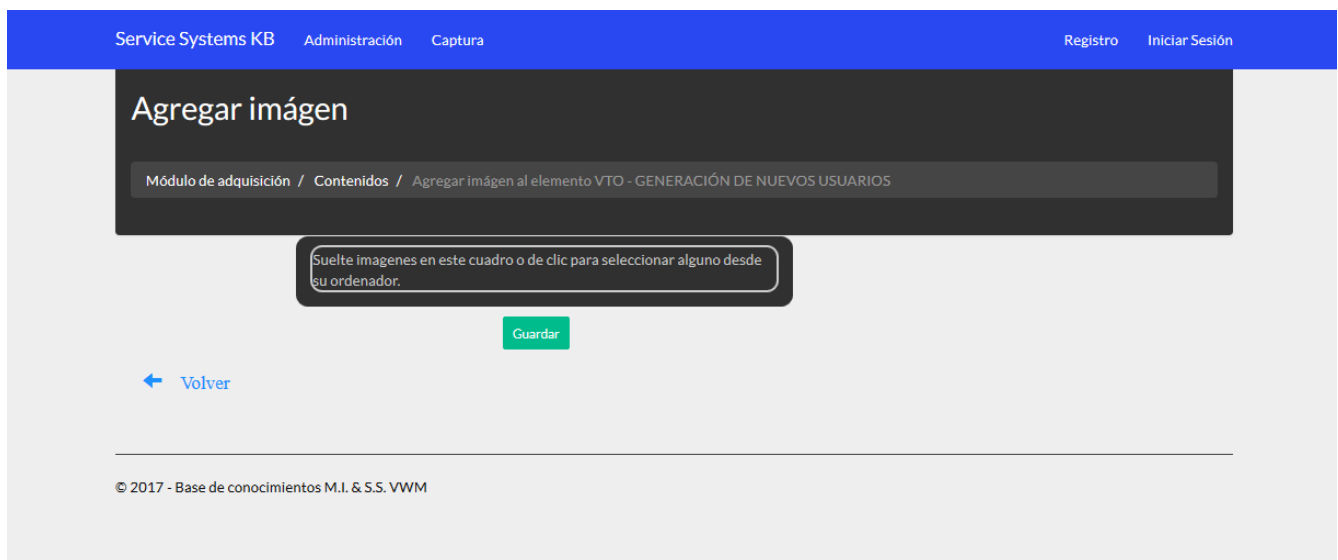 Service Systems KB Administración Captura Registro Iniciar Sesión
Agregar imágen
Módulo de adquisición / Contenidos / Agregar imágen al elemento VTO - GENERACIÓN DE NUEVOS USUARIOS
Suelte imagenes en este cuadro o de clic para seleccionar alguno desde
su ordenador.
Guardar
Volver
© 2017 - Base de conocimientos M.I. & S.S. VWM